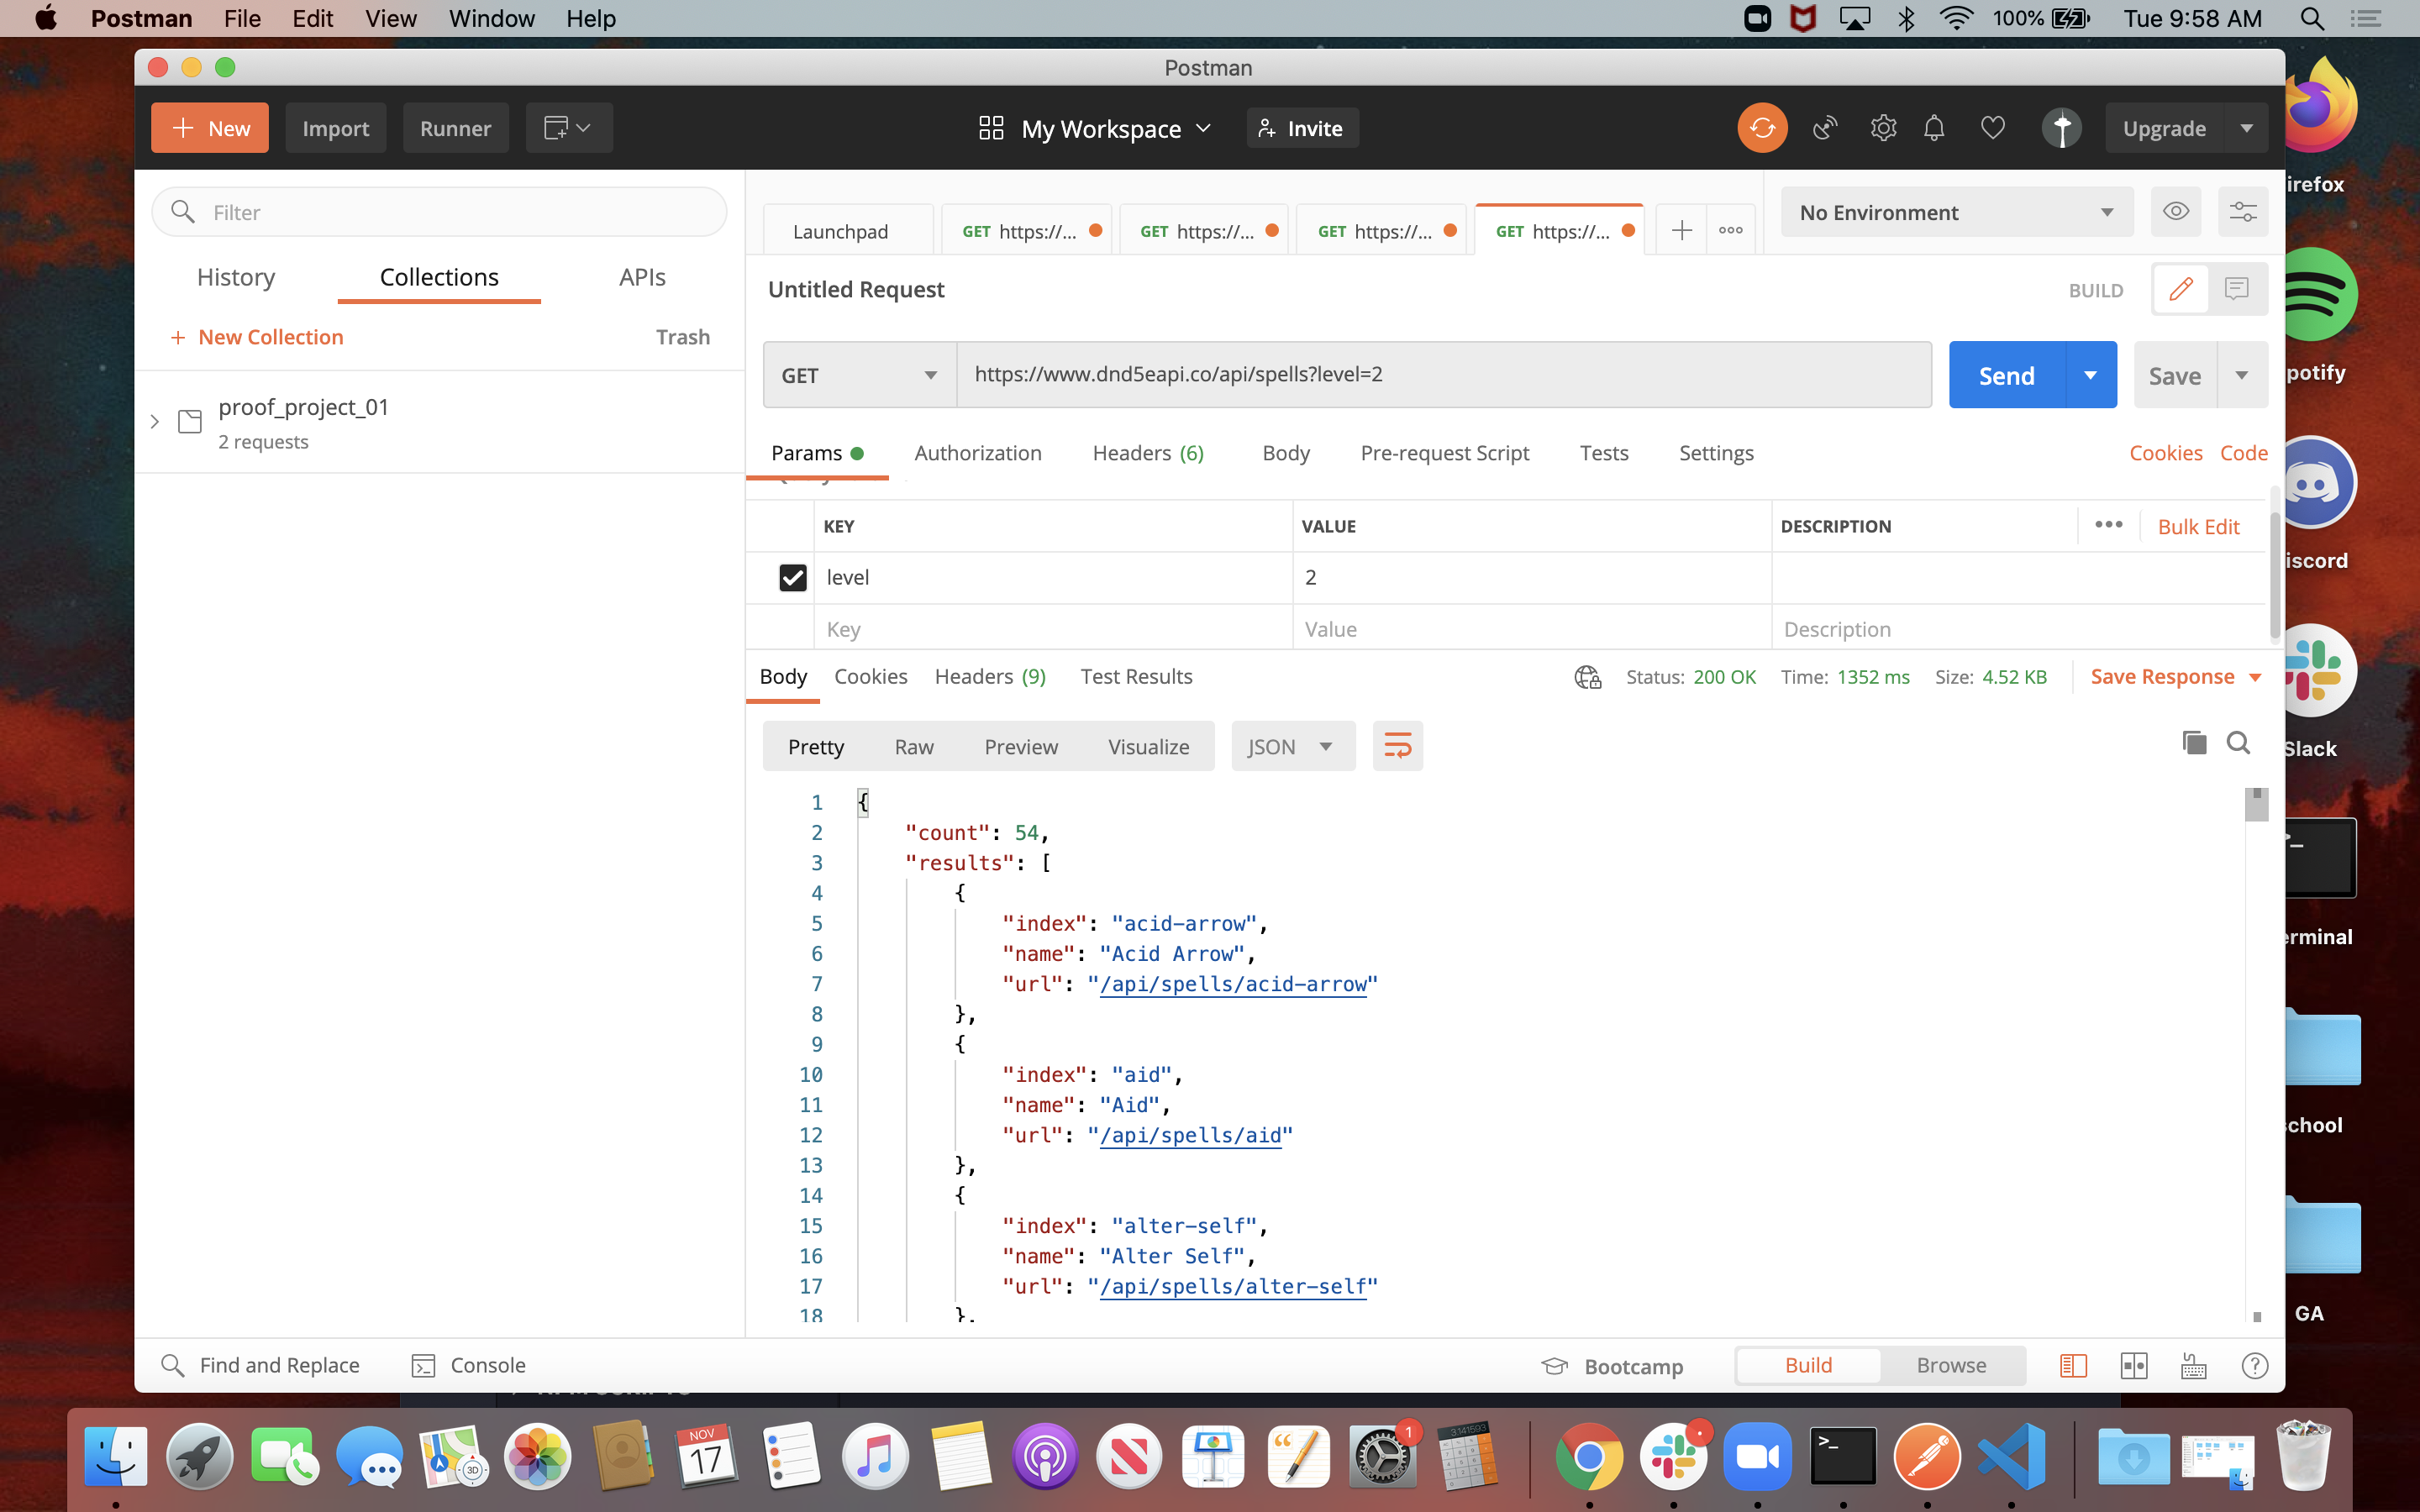 Postman File Edit View Window Help 100% Tue 9:58 AM
Postman
New Import Runner My Workspace Invite Upgrade
Filter
History Collections APIs
+ New Collection Trash
proof_project_01
2 requests
Launchpad GET https://... GET https://... GET https://... GET https://...
No Environment
Untitled Request BUILD
GET https://www.dnd5eapi.co/api/spells?level=2 Send Save
Params Authorization Headers (6) Body Pre-request Script Tests Settings Cookies Code
KEY VALUE DESCRIPTION Bulk Edit
level 2
Key Value Description
Body Cookies Headers (9) Test Results Status: 200 OK Time: 1352 ms Size: 4.52 KB Save Response
Pretty Raw Preview Visualize JSON
1 {
2 "count": 54,
3 "results": [
4 {
5 "index": "acid-arrow",
6 "name": "Acid Arrow",
7 "url": "/api/spells/acid-arrow"
8 },
9 {
10 "index": "aid",
11 "name": "Aid",
12 "url": "/api/spells/aid"
13 },
14 {
15 "index": "alter-self",
16 "name": "Alter Self",
17 "url": "/api/spells/alter-self"
18 },
Find and Replace Console Bootcamp Build Browse
irefox
potify
iscord
Slack
erminal
chool
GA
NOV
17
3D
1
3.141593